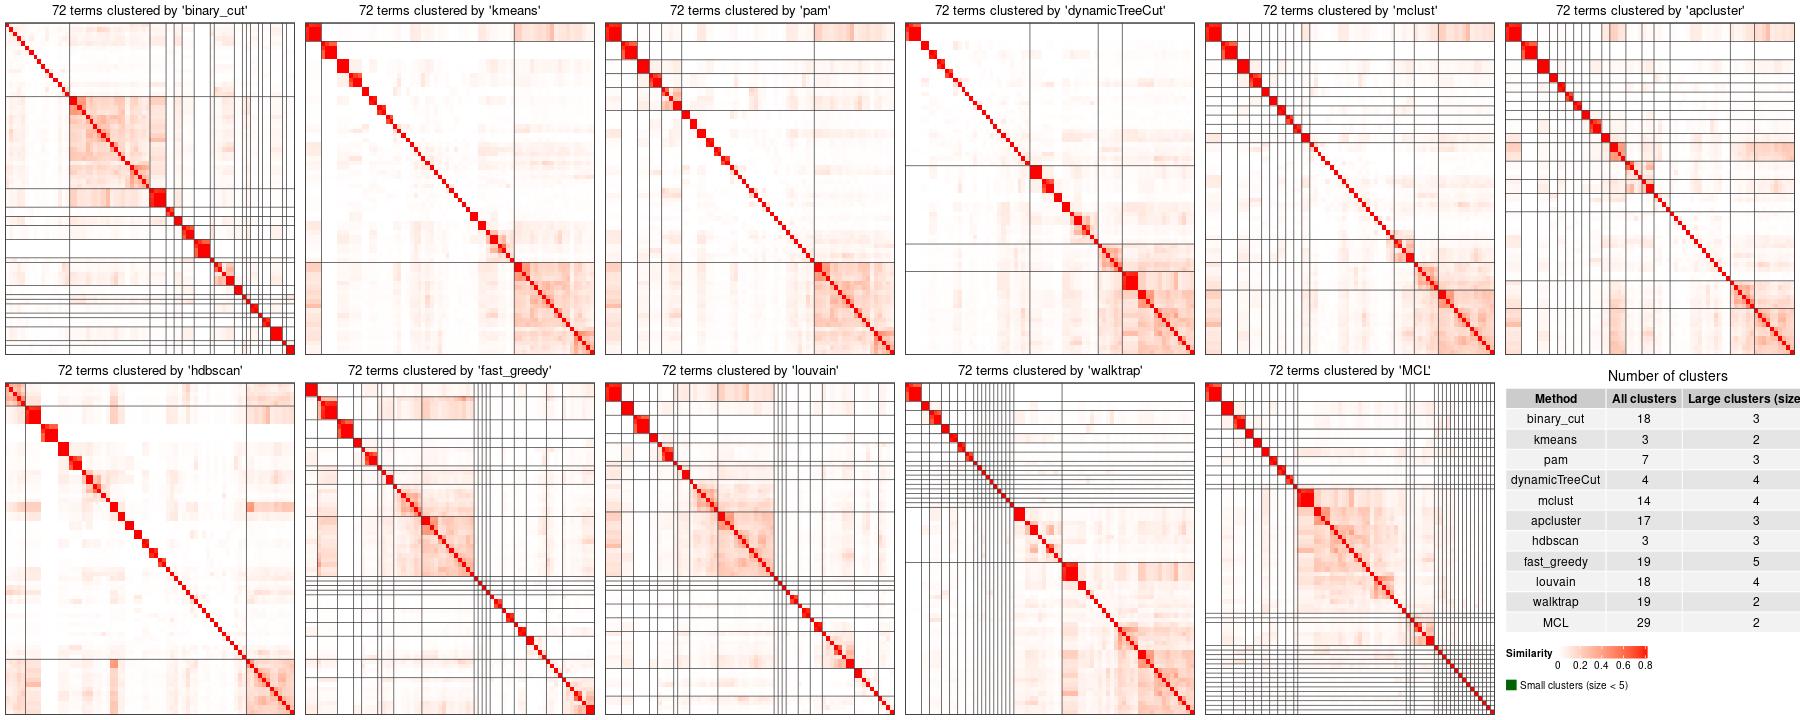 72 terms clustered by 'binary_cut'
72 terms clustered by 'kmeans'
72 terms clustered by 'pam'
72 terms clustered by 'dynamicTreeCut'
72 terms clustered by 'mclust'
72 terms clustered by 'apcluster'
72 terms clustered by 'hdbscan'
72 terms clustered by 'fast_greedy'
72 terms clustered by 'louvain'
72 terms clustered by 'walktrap'
72 terms clustered by 'MCL'
Number of clusters
Method All clusters Large clusters (size
binary_cut 18 3
kmeans 3 2
pam 7 3
dynamicTreeCut 4 4
mclust 14 4
apcluster 17 3
hdbscan 3 3
fast_greedy 19 5
louvain 18 4
walktrap 19 2
MCL 29 2
Similarity
0 0.2 0.4 0.6 0.8
Small clusters (size < 5)